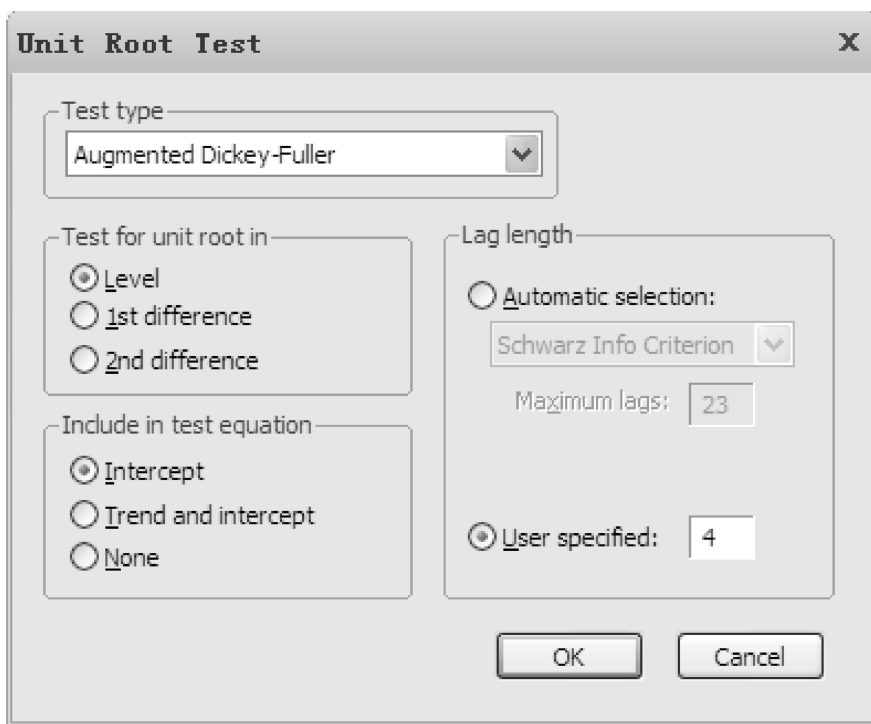 Unit Root Test
x
Test type
Augmented Dickey-Fuller
Test for unit root in
Level
1st difference
2nd difference
Include in test equation
Intercept
Trend and intercept
None
Lag length
Automatic selection:
Schwarz Info Criterion
Maximum lags: 23
User specified: 4
OK
Cancel